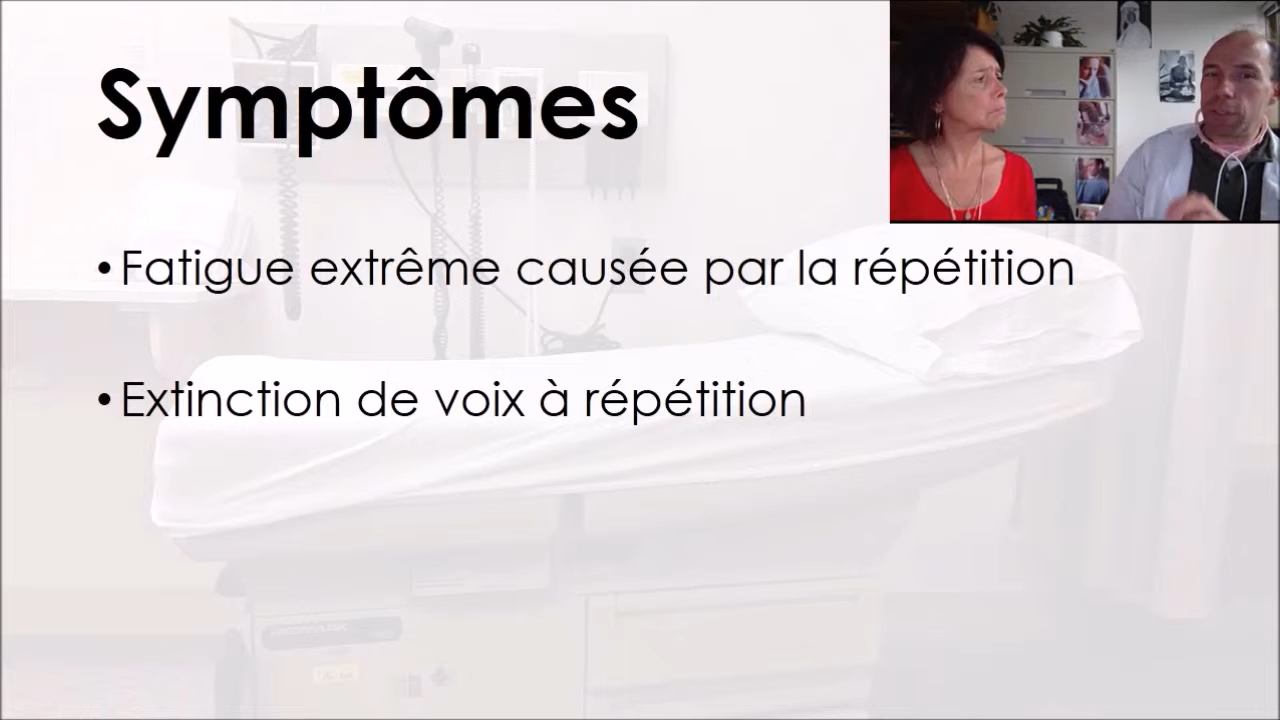 Symptômes
• Fatigue extrême causée par la répétition
• Extinction de voix à répétition